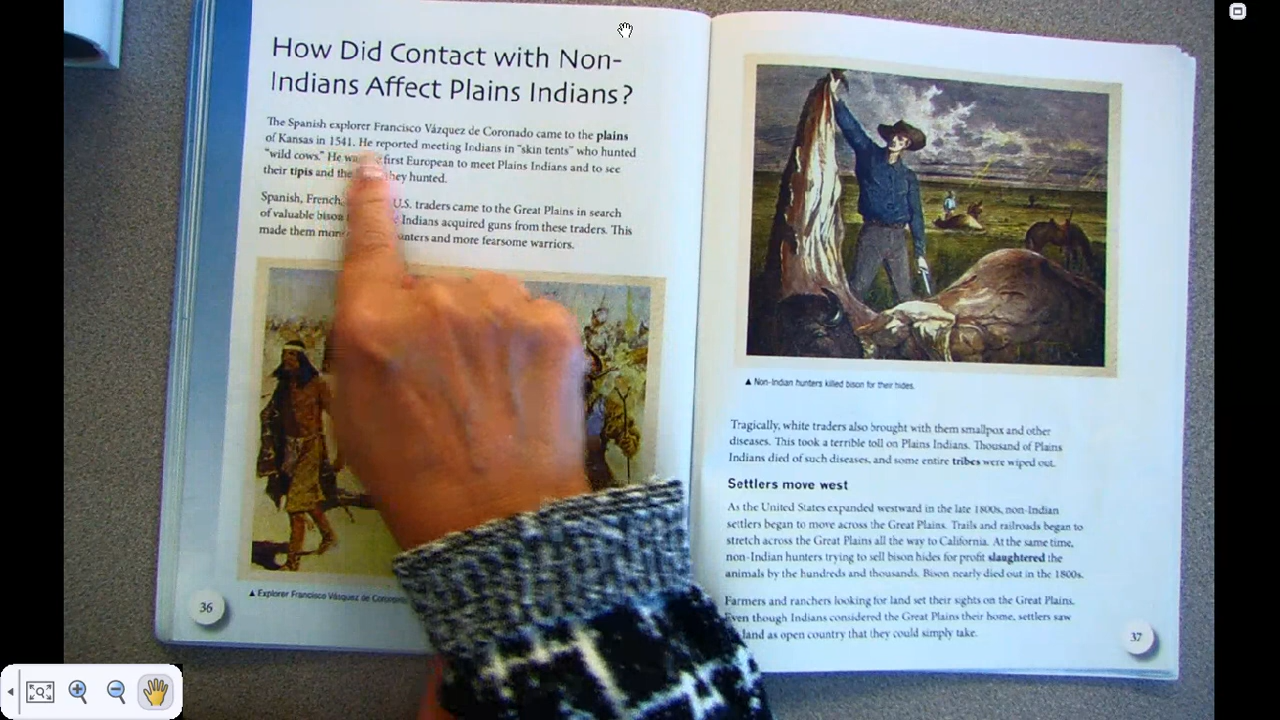 How Did Contact with Non-
Indians Affect Plains Indians?
The Spanish explorer Francisco Vázquez de Coronado came to the plains
of Kansas in 1541. He reported meeting Indians in "skin tents" who hunted
"wild cows." He first European to meet Plains Indians and to see
their tipis and they hunted.
Spanish, French, U.S. traders came to the Great Plains in search
of valuable bison Indians acquired guns from these traders. This
made them and more fearsome warriors.
▲ Explorer Francisco Vásquez de
36
▲ Non-Indian hunters killed bison for their hides.
Tragically, white traders also brought with them smallpox and other
diseases. This took a terrible toll on Plains Indians. Thousand of Plains
Indians died of such diseases, and some entire tribes were wiped out.
Settlers move west
As the United States expanded westward in the late 1800s, non-Indian
settlers began to move across the Great Plains. Trails and railroads began to
stretch across the Great Plains all the way to California. At the same time,
non-Indian hunters trying to sell bison hides for profit slaughtered the
animals by the hundreds and thousands. Bison nearly died out in the 1800s.
Farmers and ranchers looking for land set their sights on the Great Plains.
Even though Indians considered the Great Plains their home, settlers saw
land as open country that they could simply take.
37